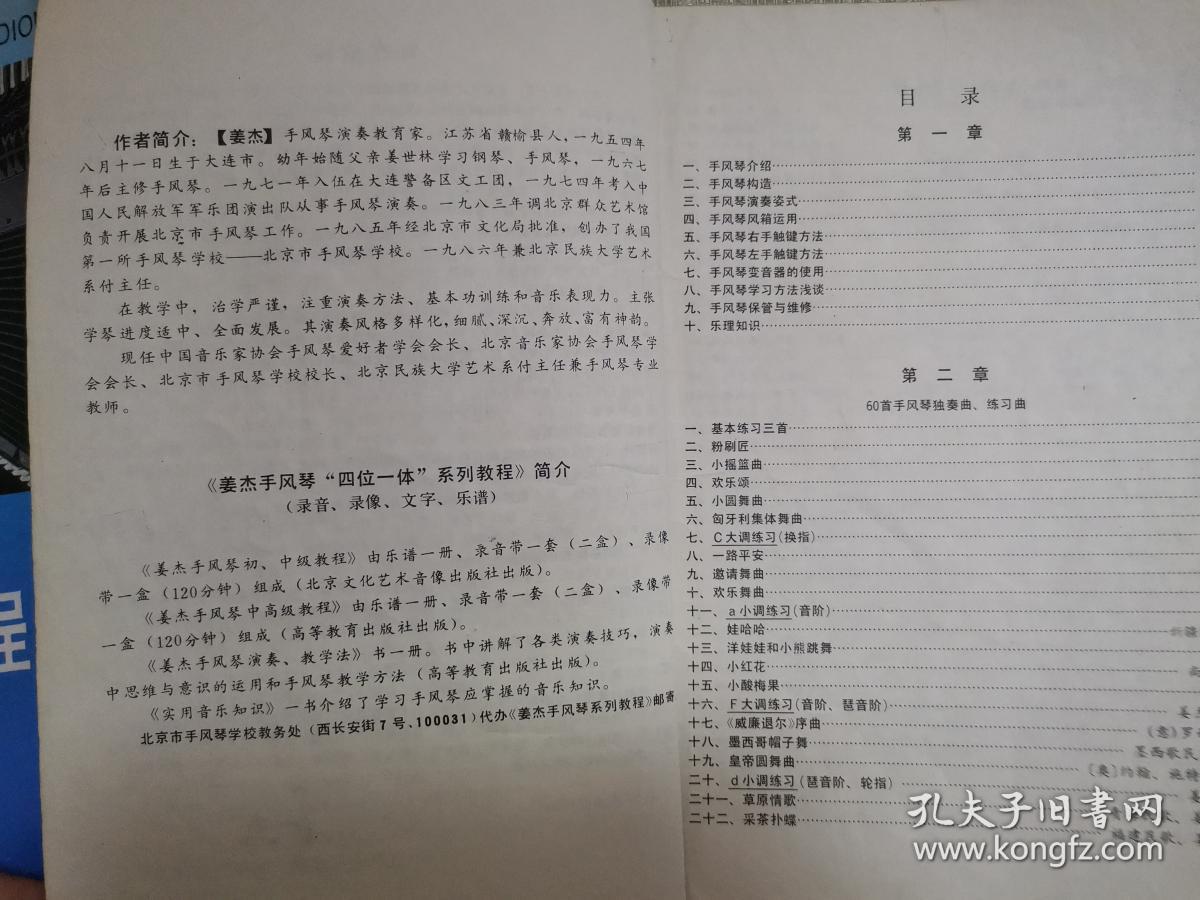 DIO
程
作者简介：【姜杰】手风琴演奏教育家。江苏省赣榆县人，一九五四年
八月十一日生于大连市。幼年始随父亲姜世林学习钢琴、手风琴，一九六七
年后主修手风琴。一九七一年入伍在大连警备区文工团，一九七四年考入中
国人民解放军军乐团演出队从事手风琴演奏。一九八三年调北京群众艺术馆
负责开展北京市手风琴工作。一九八五年经北京市文化局批准，创办了我国
第一所手风琴学校——北京市手风琴学校。一九八六年兼北京民族大学艺术
系付主任。
在教学中，治学严谨，注重演奏方法、基本功训练和音乐表现力。主张
学琴进度适中、全面发展。其演奏风格多样化，细腻、深沉、奔放、富有神韵。
现任中国音乐家协会手风琴爱好者学会会长、北京音乐家协会手风琴学
会会长、北京市手风琴学校校长、北京民族大学艺术系付主任兼手风琴专业
教师。
《姜杰手风琴“四位一体”系列教程》简介
（录音、录像、文字、乐谱）
《姜杰手风琴初、中级教程》由乐谱一册、录音带一套（二盒）、录像
带一盒（120分钟）组成（北京文化艺术音像出版社出版）。
《姜杰手风琴中高级教程》由乐谱一册、录音带一套（二盒）、录像带
一盒（120分钟）组成（高等教育出版社出版）。
《姜杰手风琴演奏、教学法》书一册。书中讲解了各类演奏技巧，演奏
中思维与意识的运用和手风琴教学方法（高等教育出版社出版）。
《实用音乐知识》一书介绍了学习手风琴应掌握的音乐知识。
北京市手风琴学校教务处（西长安街7号、100031）代办《姜杰手风琴系列教程》邮寄
目 录
第 一 章
一、手风琴介绍
二、手风琴构造
三、手风琴演奏姿式
四、手风琴风箱运用
五、手风琴右手触键方法
六、手风琴左手触键方法
七、手风琴变音器的使用
八、手风琴学习方法浅谈
九、手风琴保管与维修
十、乐理知识
第 二 章
60首手风琴独奏曲、练习曲
一、基本练习三首
二、粉刷匠
三、小摇篮曲
四、欢乐颂
五、小圆舞曲
六、匈牙利集体舞曲
七、C大调练习（换指）
八、一路平安
九、邀请舞曲
十、欢乐舞曲
十一、a小调练习（音阶）
十二、娃哈哈 新疆
十三、洋娃娃和小熊跳舞
十四、小红花
十五、小酸梅果
十六、F大调练习（音阶、琶音阶） 姜
十七、《威廉退尔》序曲 （意）罗
十八、墨西哥帽子舞 墨西歌民
十九、皇帝圆舞曲 〔奥〕约翰、施特
二十、d小调练习（琶音阶、轮指） 姜
二十一、草原情歌
二十二、采茶扑蝶 福建民歌、
孔夫子旧书网
www.kongfz.com